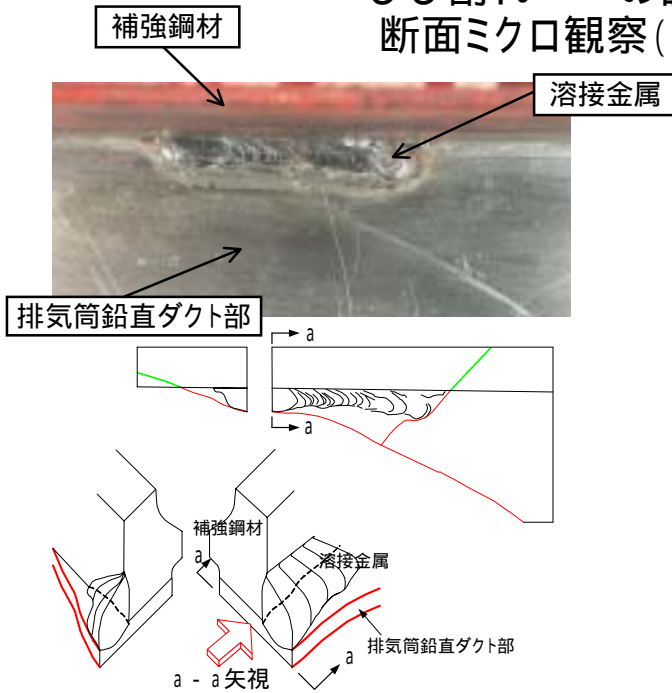 断面ミクロ観察(
補強鋼材
溶接金属
排気筒鉛直ダクト部
a
a
補強鋼材
a
溶接金属
排気筒鉛直ダクト部
a
a - a矢視